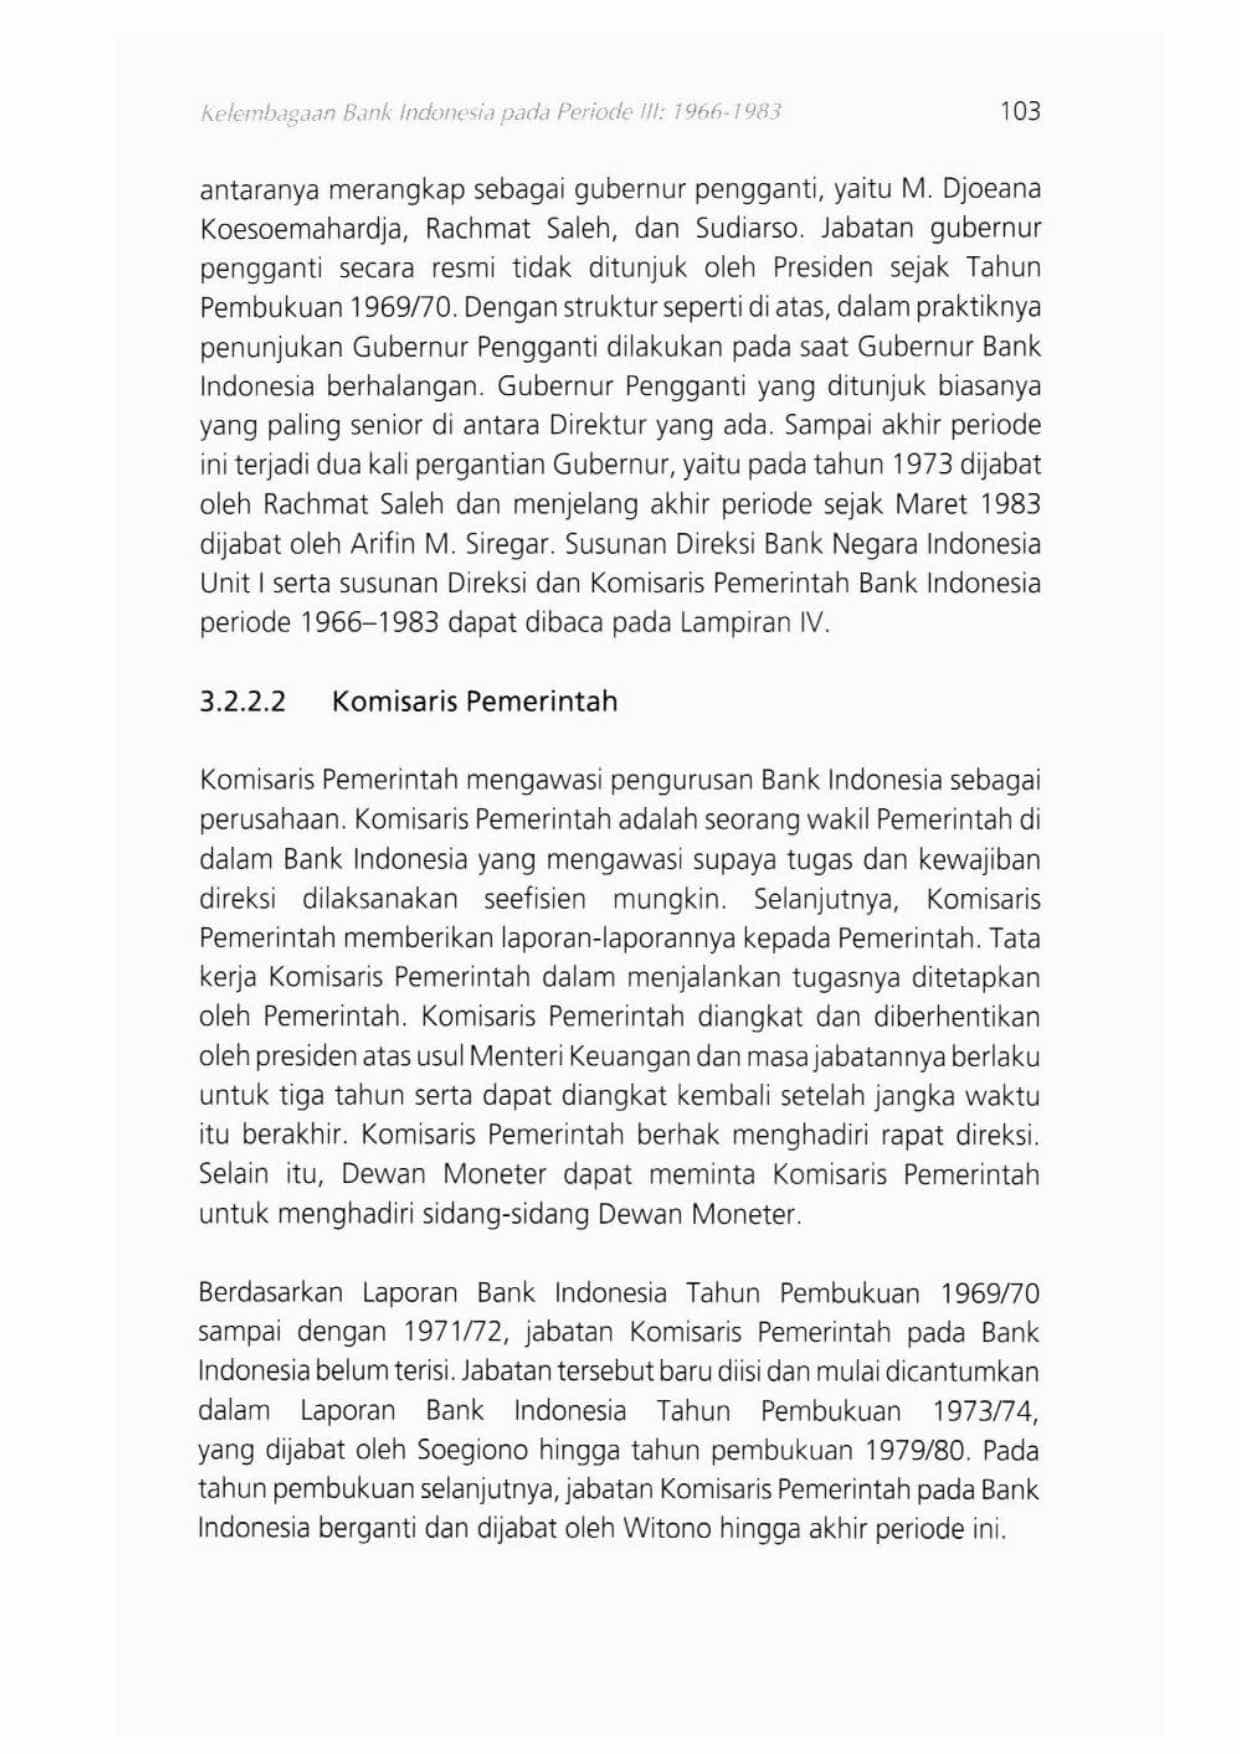 Kelembagaan Bank Indonesia pada Periode III: 1966-1983 103
antaranya merangkap sebagai gubernur pengganti, yaitu M. Djoeana
Koesoemahardja, Rachmat Saleh, dan Sudiarso. Jabatan gubernur
pengganti secara resmi tidak ditunjuk oleh Presiden sejak Tahun
Pembukuan 1969/70. Dengan struktur seperti di atas, dalam praktiknya
penunjukan Gubernur Pengganti dilakukan pada saat Gubernur Bank
Indonesia berhalangan. Gubernur Pengganti yang ditunjuk biasanya
yang paling senior di antara Direktur yang ada. Sampai akhir periode
ini terjadi dua kali pergantian Gubernur, yaitu pada tahun 1973 dijabat
oleh Rachmat Saleh dan menjelang akhir periode sejak Maret 1983
dijabat oleh Arifin M. Siregar. Susunan Direksi Bank Negara Indonesia
Unit I serta susunan Direksi dan Komisaris Pemerintah Bank Indonesia
periode 1966–1983 dapat dibaca pada Lampiran IV.
3.2.2.2 Komisaris Pemerintah
Komisaris Pemerintah mengawasi pengurusan Bank Indonesia sebagai
perusahaan. Komisaris Pemerintah adalah seorang wakil Pemerintah di
dalam Bank Indonesia yang mengawasi supaya tugas dan kewajiban
direksi dilaksanakan seefisien mungkin. Selanjutnya, Komisaris
Pemerintah memberikan laporan-laporannya kepada Pemerintah. Tata
kerja Komisaris Pemerintah dalam menjalankan tugasnya ditetapkan
oleh Pemerintah. Komisaris Pemerintah diangkat dan diberhentikan
oleh presiden atas usul Menteri Keuangan dan masa jabatannya berlaku
untuk tiga tahun serta dapat diangkat kembali setelah jangka waktu
itu berakhir. Komisaris Pemerintah berhak menghadiri rapat direksi.
Selain itu, Dewan Moneter dapat meminta Komisaris Pemerintah
untuk menghadiri sidang-sidang Dewan Moneter.
Berdasarkan Laporan Bank Indonesia Tahun Pembukuan 1969/70
sampai dengan 1971/72, jabatan Komisaris Pemerintah pada Bank
Indonesia belum terisi. Jabatan tersebut baru diisi dan mulai dicantumkan
dalam Laporan Bank Indonesia Tahun Pembukuan 1973/74,
yang dijabat oleh Soegiono hingga tahun pembukuan 1979/80. Pada
tahun pembukuan selanjutnya, jabatan Komisaris Pemerintah pada Bank
Indonesia berganti dan dijabat oleh Witono hingga akhir periode ini.